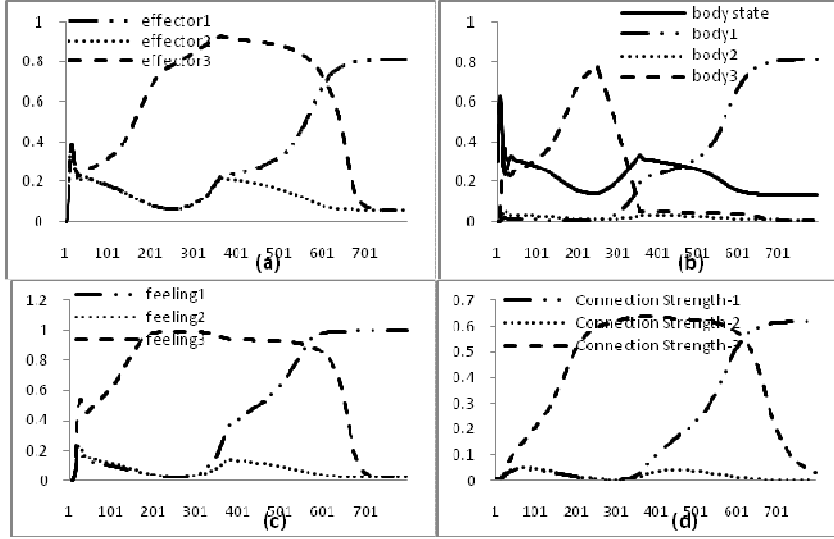 effector1
effector2
effector3
1
0.8
0.6
0.4
0.2
0
1 101 201 301 401 501 601 701
(a)
body state
body1
body2
body3
1
0.8
0.6
0.4
0.2
0
1 101 201 301 401 501 601 701
(b)
feeling1
feeling2
feeling3
1.2
1
0.8
0.6
0.4
0.2
0
1 101 201 301 401 501 601 701
(c)
Connection Strength-1
Connection Strength-2
Connection Strength-3
0.7
0.6
0.5
0.4
0.3
0.2
0.1
0
1 101 201 301 401 501 601 701
(d)